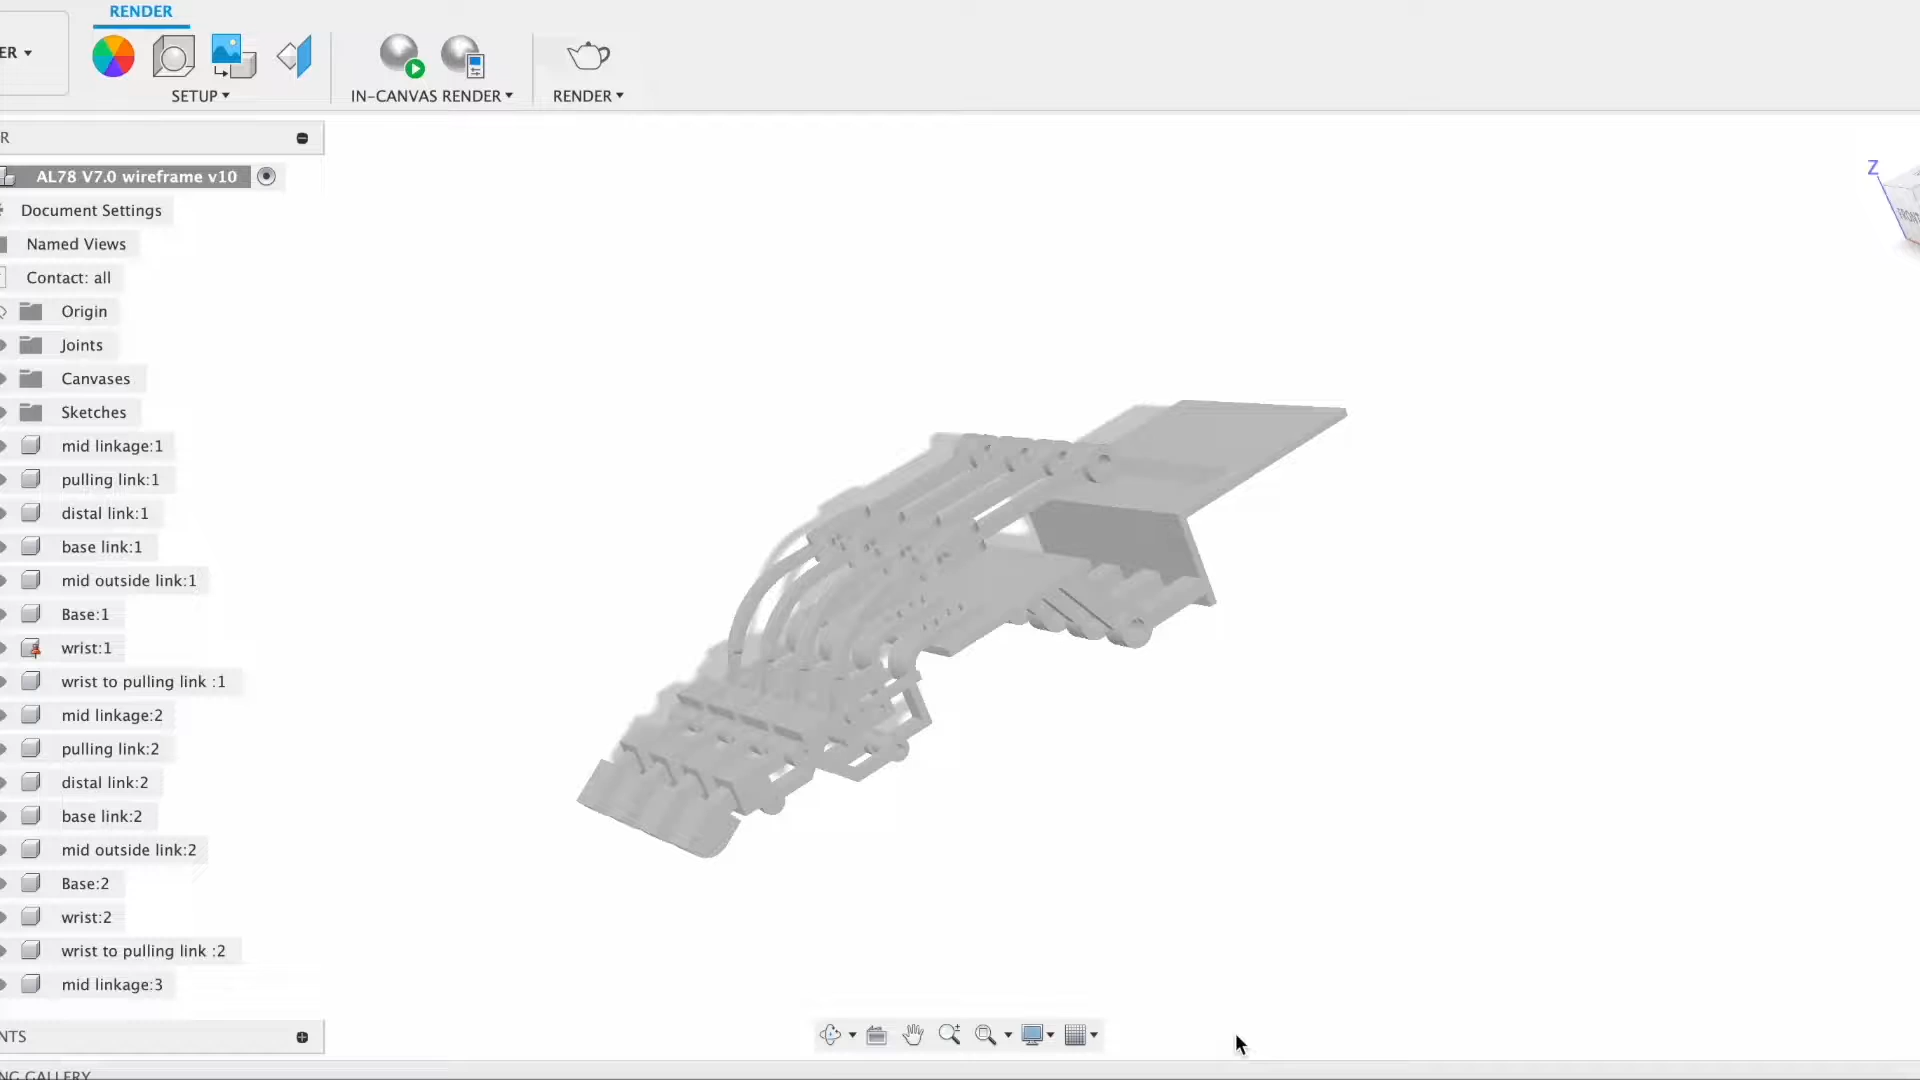 RENDER
ER
SETUP
IN-CANVAS RENDER
RENDER
R
AL78 V7.0 wireframe v10
Document Settings
Named Views
Contact: all
Origin
Joints
Canvases
Sketches
mid linkage:1
pulling link:1
distal link:1
base link:1
mid outside link:1
Base:1
wrist:1
wrist to pulling link :1
mid linkage:2
pulling link:2
distal link:2
base link:2
mid outside link:2
Base:2
wrist:2
wrist to pulling link :2
mid linkage:3
NTS
NG GALLERY
Z
FRONT